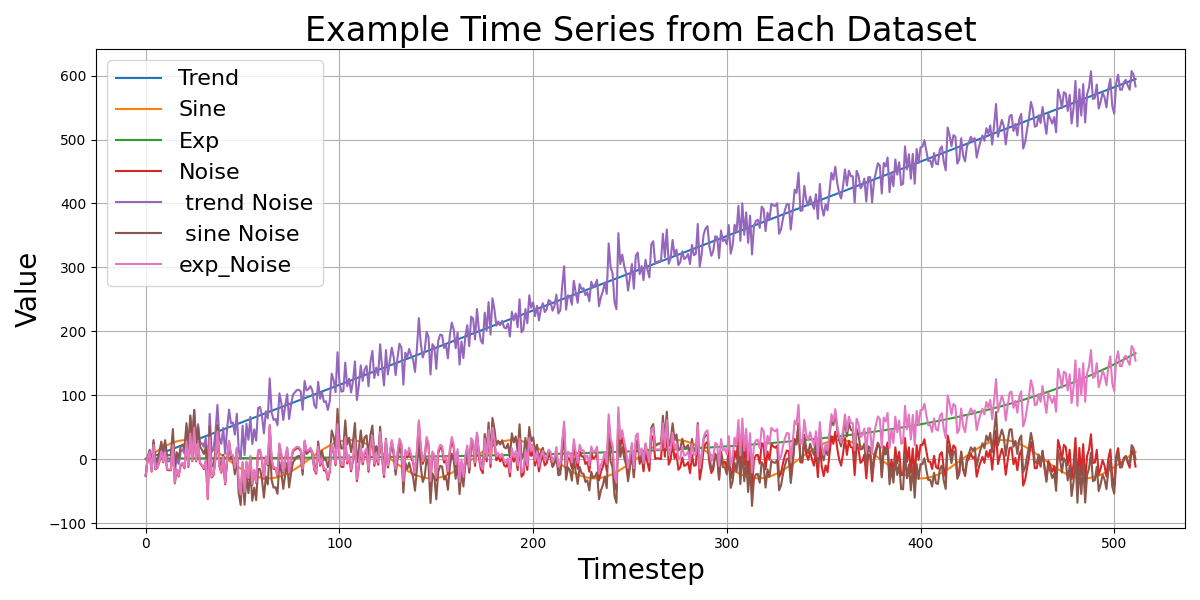 Example Time Series from Each Dataset
Trend
Sine
Exp
Noise
trend Noise
sine Noise
exp_Noise
Value
600
500
400
300
200
100
0
−100
0 100 200 300 400 500
Timestep